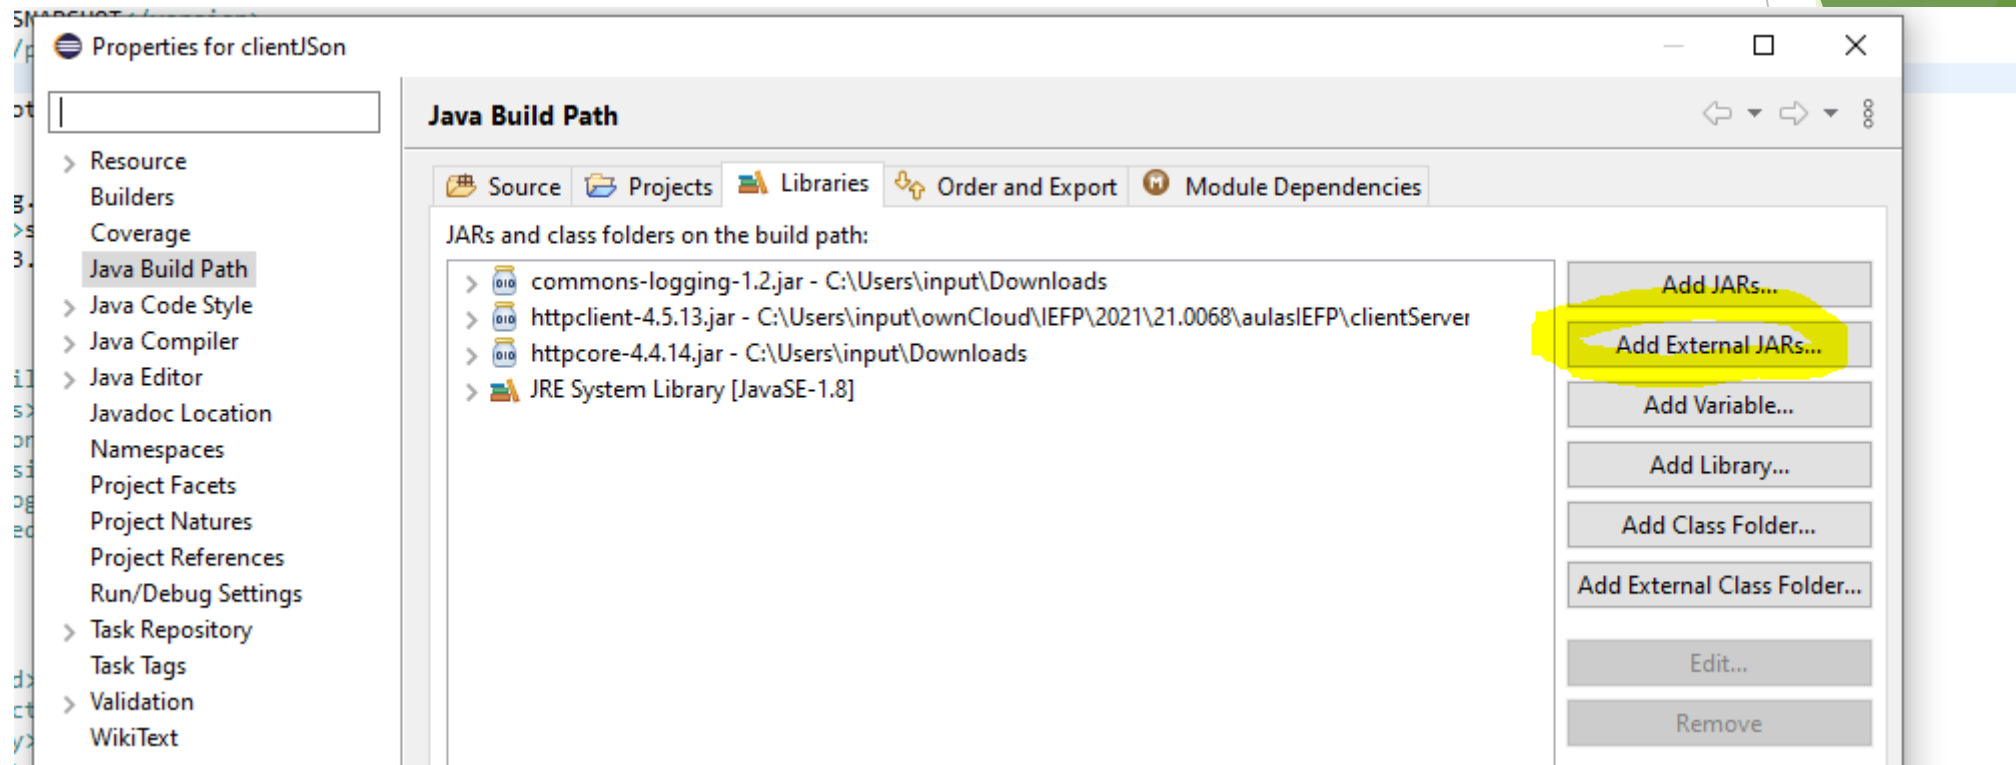 SNAPSHOT</version>
Properties for clientJSon
Java Build Path
Resource
Builders
Coverage
Java Build Path
Java Code Style
Java Compiler
Java Editor
Javadoc Location
Namespaces
Project Facets
Project Natures
Project References
Run/Debug Settings
Task Repository
Task Tags
Validation
WikiText
Source Projects Libraries Order and Export Module Dependencies
JARs and class folders on the build path:
commons-logging-1.2.jar - C:\Users\input\Downloads
httpclient-4.5.13.jar - C:\Users\input\ownCloud\IEFP\2021\21.0068\aulasIEFP\clientServer
httpcore-4.4.14.jar - C:\Users\input\Downloads
JRE System Library [JavaSE-1.8]
Add JARs...
Add External JARs...
Add Variable...
Add Library...
Add Class Folder...
Add External Class Folder...
Edit...
Remove